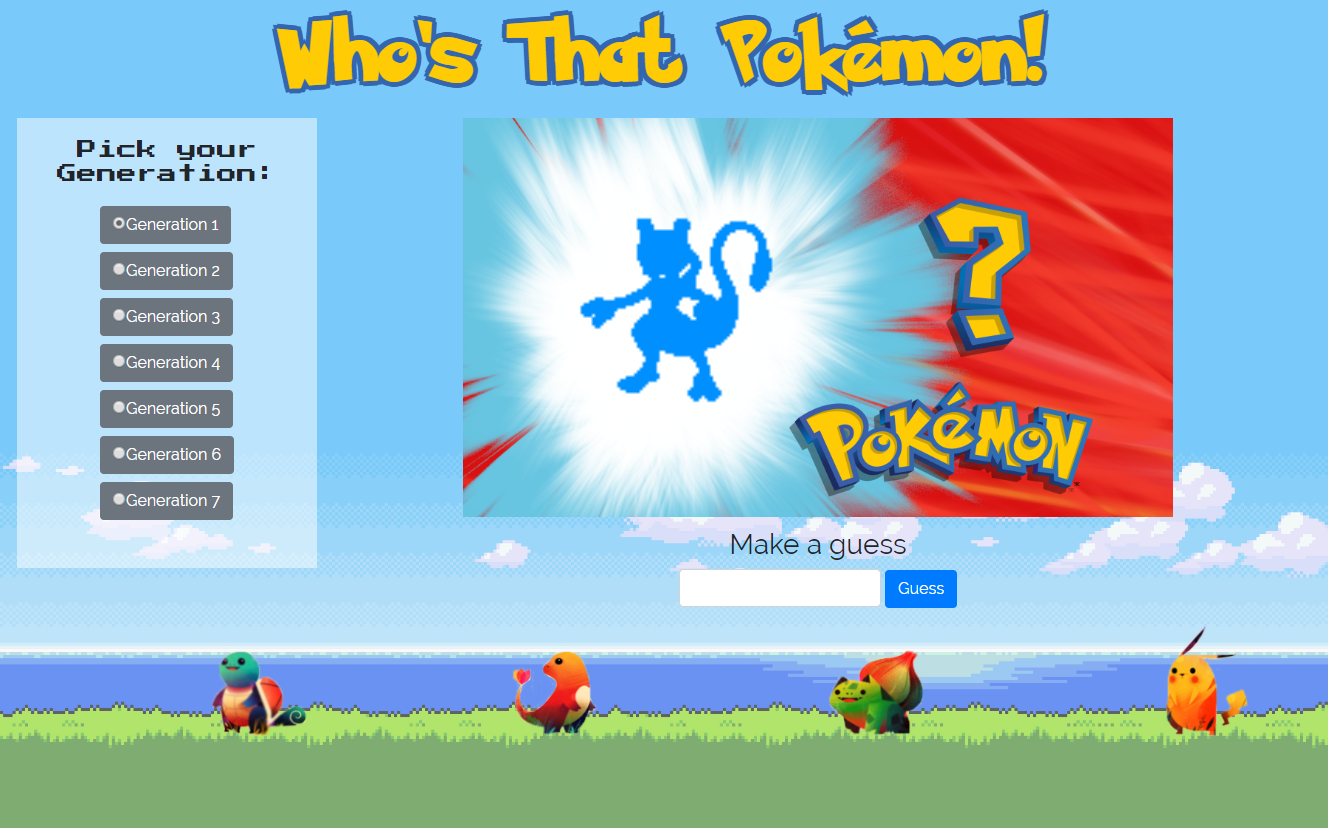 Who's That Pokémon!
Pick your
Generation:
Generation 1
Generation 2
Generation 3
Generation 4
Generation 5
Generation 6
Generation 7
?
POKéMON
Make a guess
Guess